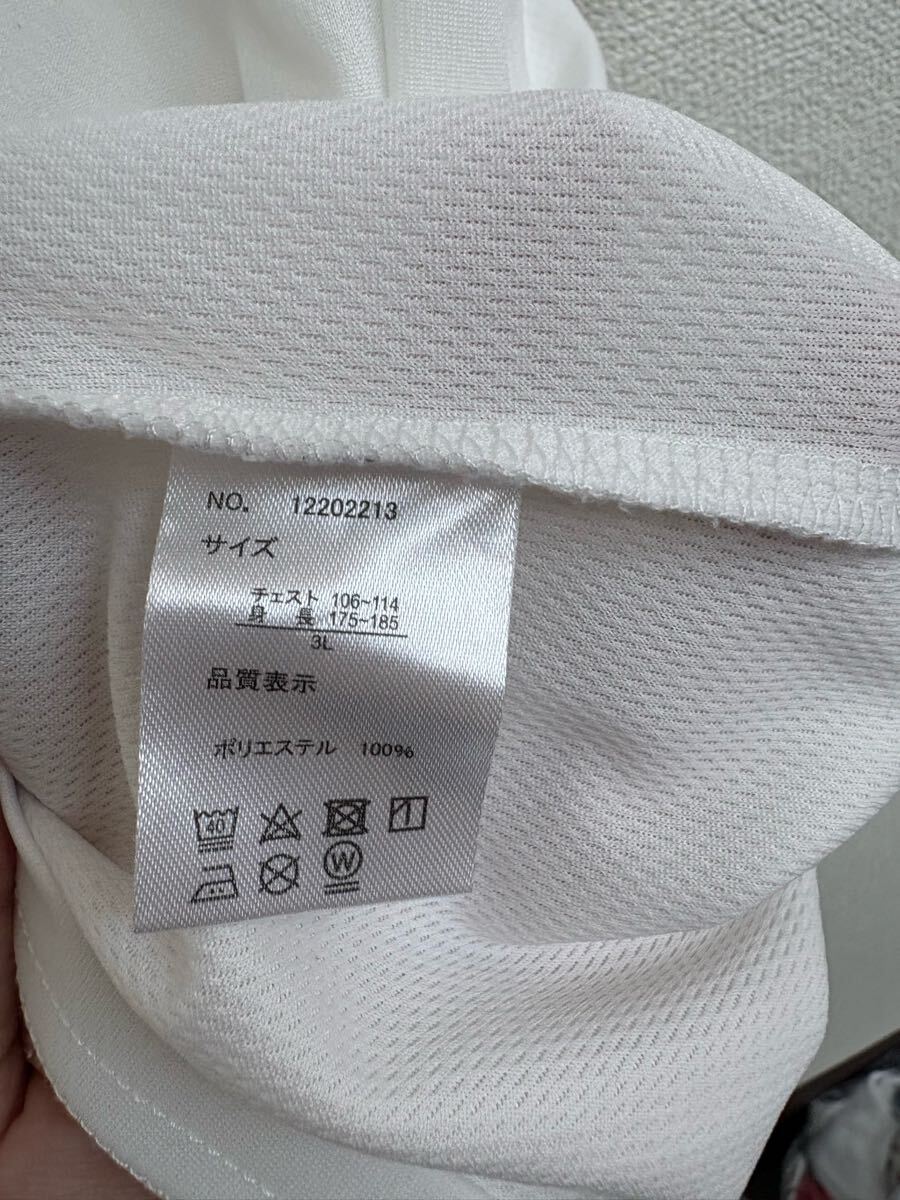 NO. 12202213
サイズ
チェスト 106~114
身 長 175~185
3L
品質表示
ポリエステル 100%
40
W